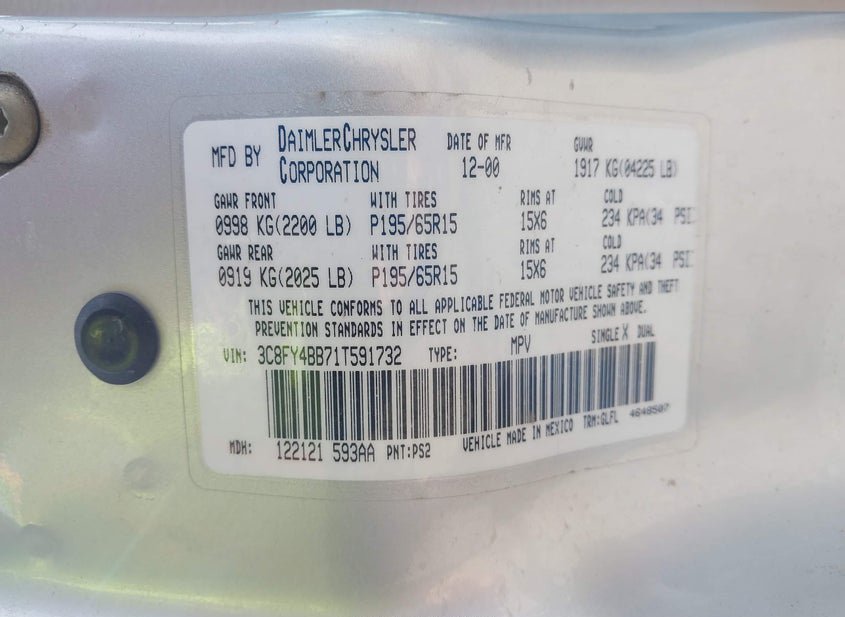 MFD BY DAIMLERCHRYSLER CORPORATION DATE OF MFR 12-00 GVWR 1917 KG(04225 LB)
GAWR FRONT WITH TIRES RIMS AT COLD
0998 KG(2200 LB) P195/65R15 15X6 234 KPA(34 PSI
GAWR REAR WITH TIRES RIMS AT COLD
0919 KG(2025 LB) P195/65R15 15X6 234 KPA(34 PSI
THIS VEHICLE CONFORMS TO ALL APPLICABLE FEDERAL MOTOR VEHICLE SAFETY AND THEFT
PREVENTION STANDARDS IN EFFECT ON THE DATE OF MANUFACTURE SHOWN ABOVE.
VIN: 3C8FY4BB71T591732 TYPE: MPV SINGLE X DUAL
MDH: 122121 593AA PNT:PS2 VEHICLE MADE IN MEXICO TRM:GLFL 4648507